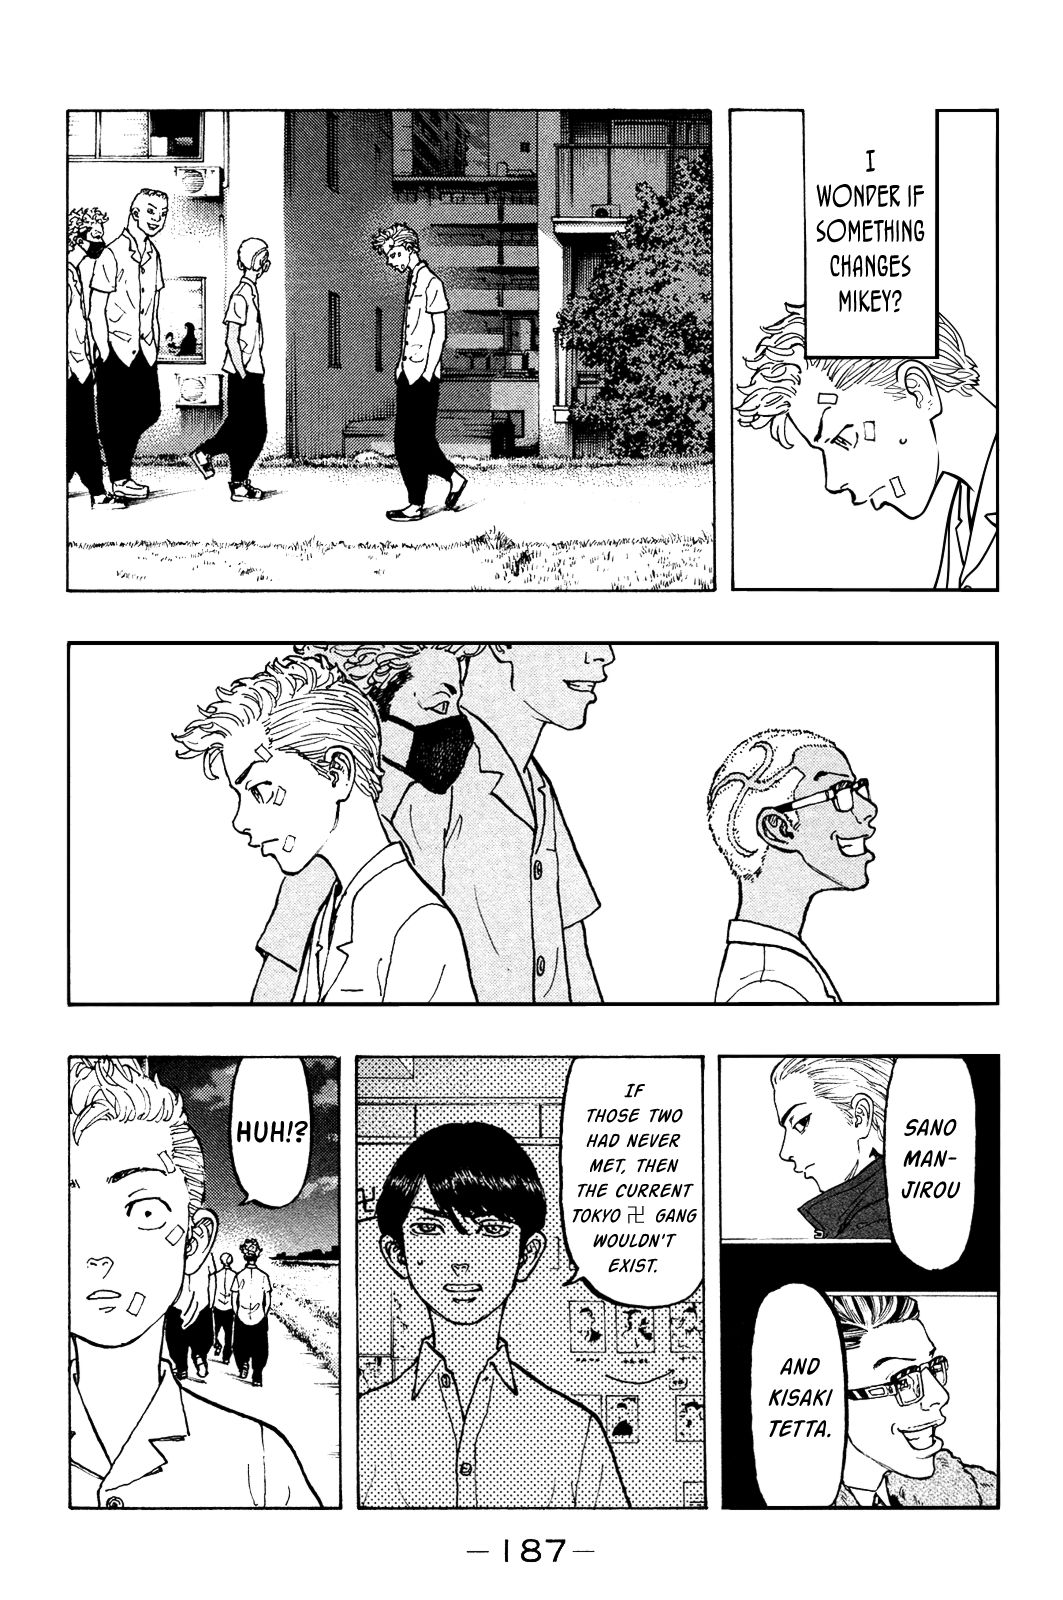 I
WONDER IF
SOMETHING
CHANGES
MIKEY?
SANO
MAN-
JIROU
AND
KISAKI
TETTA.
IF
THOSE TWO
HAD NEVER
MET, THEN
THE CURRENT
TOKYO 卍 GANG
WOULDN'T
EXIST.
HUH!?
—187—